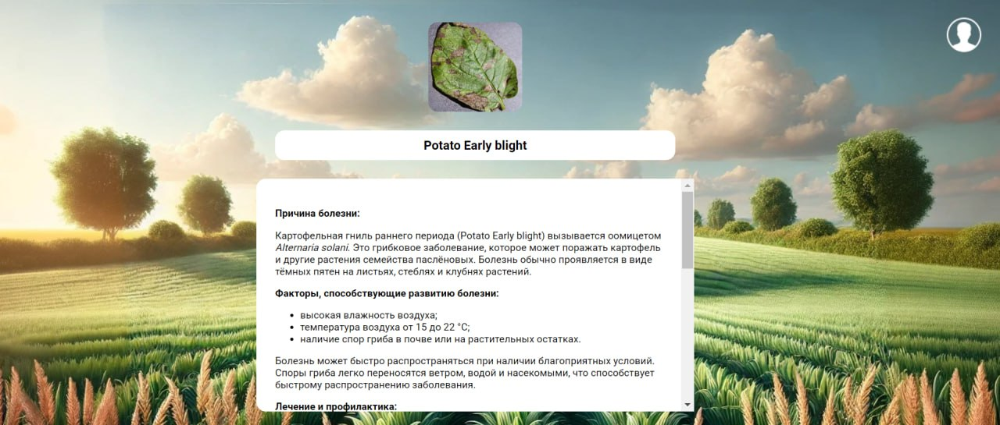 Potato Early blight
Причина болезни:
Картофельная гниль раннего периода (Potato Early blight) вызывается оомицетом
Alternaria solani. Это грибковое заболевание, которое может поражать картофель
и другие растения семейства паслёновых. Болезнь обычно проявляется в виде
тёмных пятен на листьях, стеблях и клубнях растений.
Факторы, способствующие развитию болезни:
• высокая влажность воздуха;
• температура воздуха от 15 до 22 °C;
• наличие спор гриба в почве или на растительных остатках.
Болезнь может быстро распространяться при наличии благоприятных условий.
Споры гриба легко переносятся ветром, водой и насекомыми, что способствует
быстрому распространению заболевания.
Лечение и профилактика: